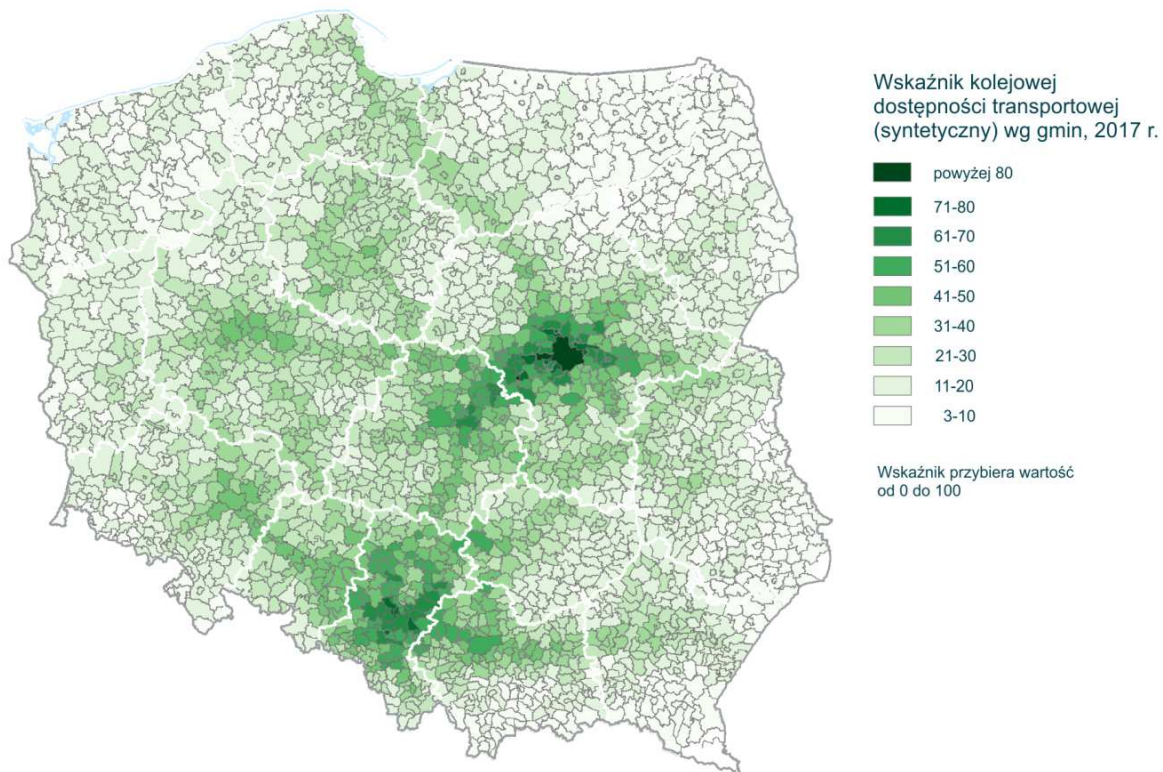 Wskaźnik kolejowej
dostępności transportowej
(syntetyczny) wg gmin, 2017 r.
powyżej 80
71-80
61-70
51-60
41-50
31-40
21-30
11-20
3-10
Wskaźnik przybiera wartość
od 0 do 100